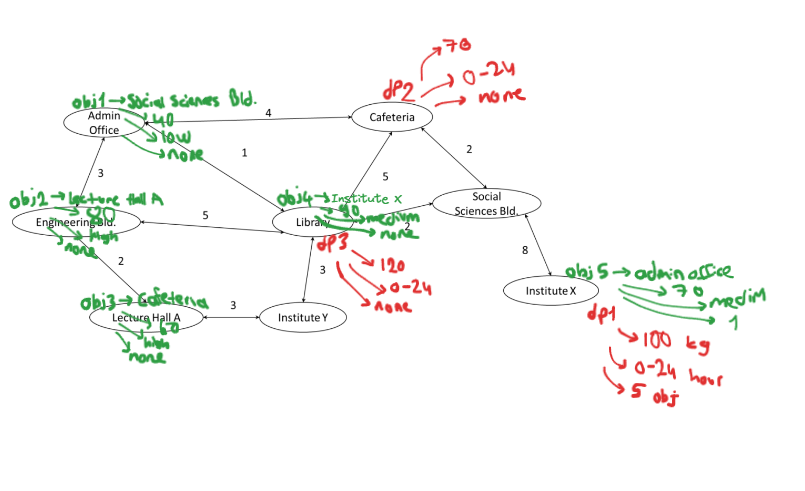 70
dp2
0-24
none
Cafeteria
obj1→Social Sciences Bld.
Admin
Office
40
low
none
4
1
3
5
2
obj2→Lecture Hall A
Engineering Bld.
high
none
5
obj4→Institute x
Library
medium
none
2
Social
Sciences Bld.
dp3
120
0-24
none
2
3
8
obj5→admin office
70
medim
1
Institute X
dp1
100 kg
0-24 hour
5 obj
obj3→Cafeteria
Lecture Hall A
60
high
none
3
Institute Y